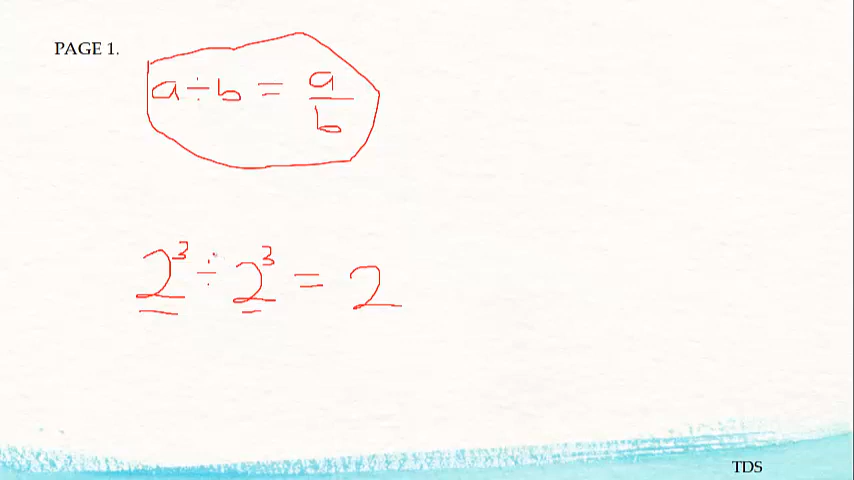 PAGE 1.
a ÷ b = a/b
2³ ÷ 2³ = 2
TDS